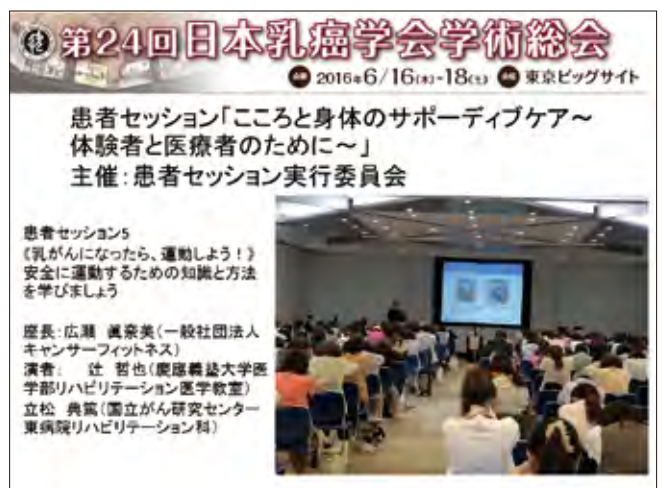 第24回日本乳癌学会学術総会
2016年6/16(木)-18(土) 東京ビッグサイト
患者セッション「こころと身体のサポーディブケア～
体験者と医療者のために～」
主催:患者セッション実行委員会
患者セッション5
《乳がんになったら、運動しよう！》
安全に運動するための知識と方法
を学びましょう
座長:広瀬 眞奈美(一般社団法人
キャンサーフィットネス)
演者: 辻 哲也(慶應義塾大学医
学部リハビリテーション医学教室)
立松 典篤(国立がん研究センター
東病院リハビリテーション科)